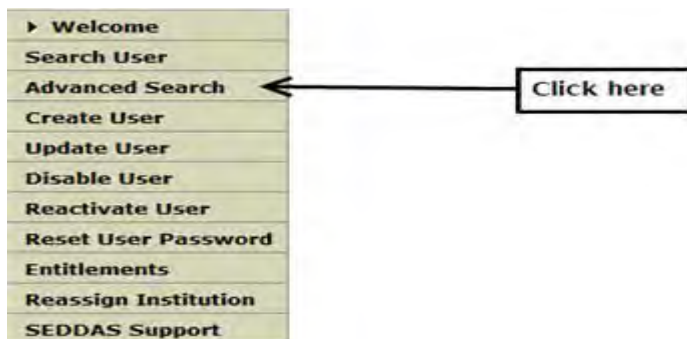 Welcome
Search User
Advanced Search
Click here
Create User
Update User
Disable User
Reactivate User
Reset User Password
Entitlements
Reassign Institution
SEDDAS Support